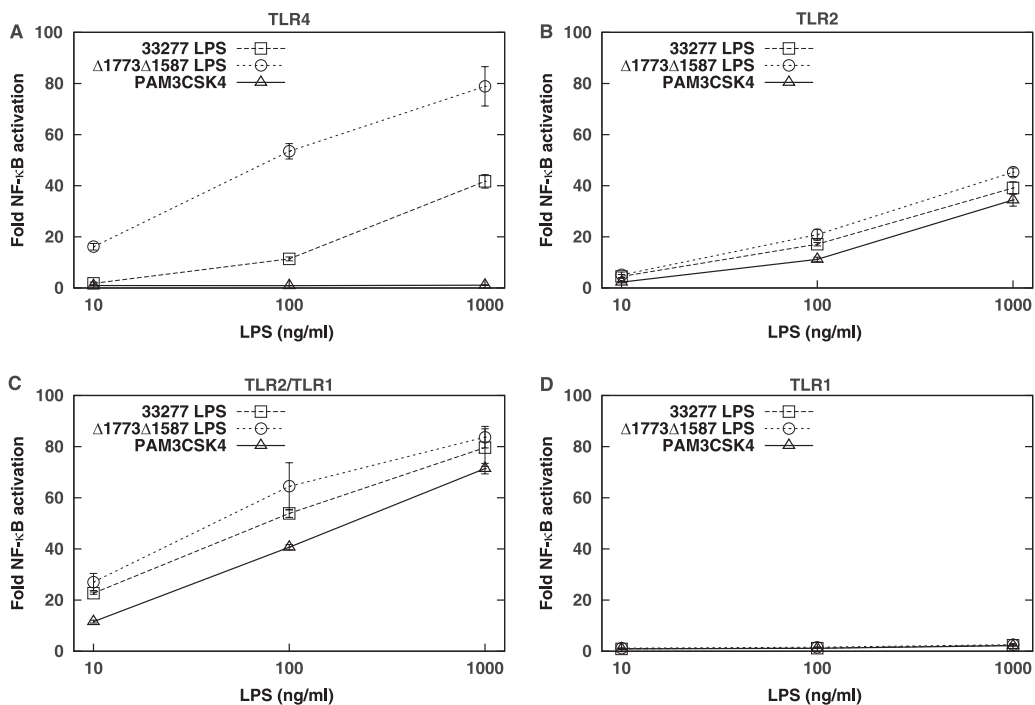 A
TLR4
100
80
60
40
20
0
Fold NF-κB activation
33277 LPS
Δ1773Δ1587 LPS
PAM3CSK4
10
100
1000
LPS (ng/ml)
B
TLR2
100
80
60
40
20
0
Fold NF-κB activation
33277 LPS
Δ1773Δ1587 LPS
PAM3CSK4
10
100
1000
LPS (ng/ml)
C
TLR2/TLR1
100
80
60
40
20
0
Fold NF-κB activation
33277 LPS
Δ1773Δ1587 LPS
PAM3CSK4
10
100
1000
LPS (ng/ml)
D
TLR1
100
80
60
40
20
0
Fold NF-κB activation
33277 LPS
Δ1773Δ1587 LPS
PAM3CSK4
10
100
1000
LPS (ng/ml)